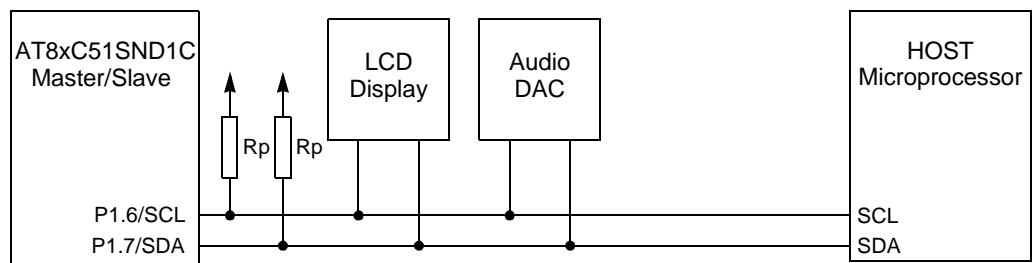 AT8xC51SND1C
Master/Slave
LCD
Display
Audio
DAC
HOST
Microprocessor
Rp
Rp
P1.6/SCL
SCL
P1.7/SDA
SDA